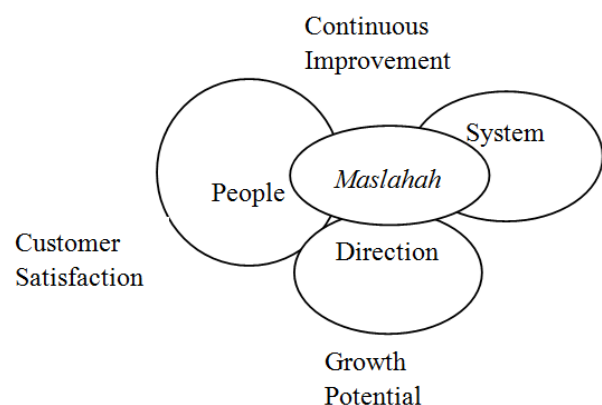 Continuous
Improvement
System
Maslahah
People
Customer
Satisfaction
Direction
Growth
Potential